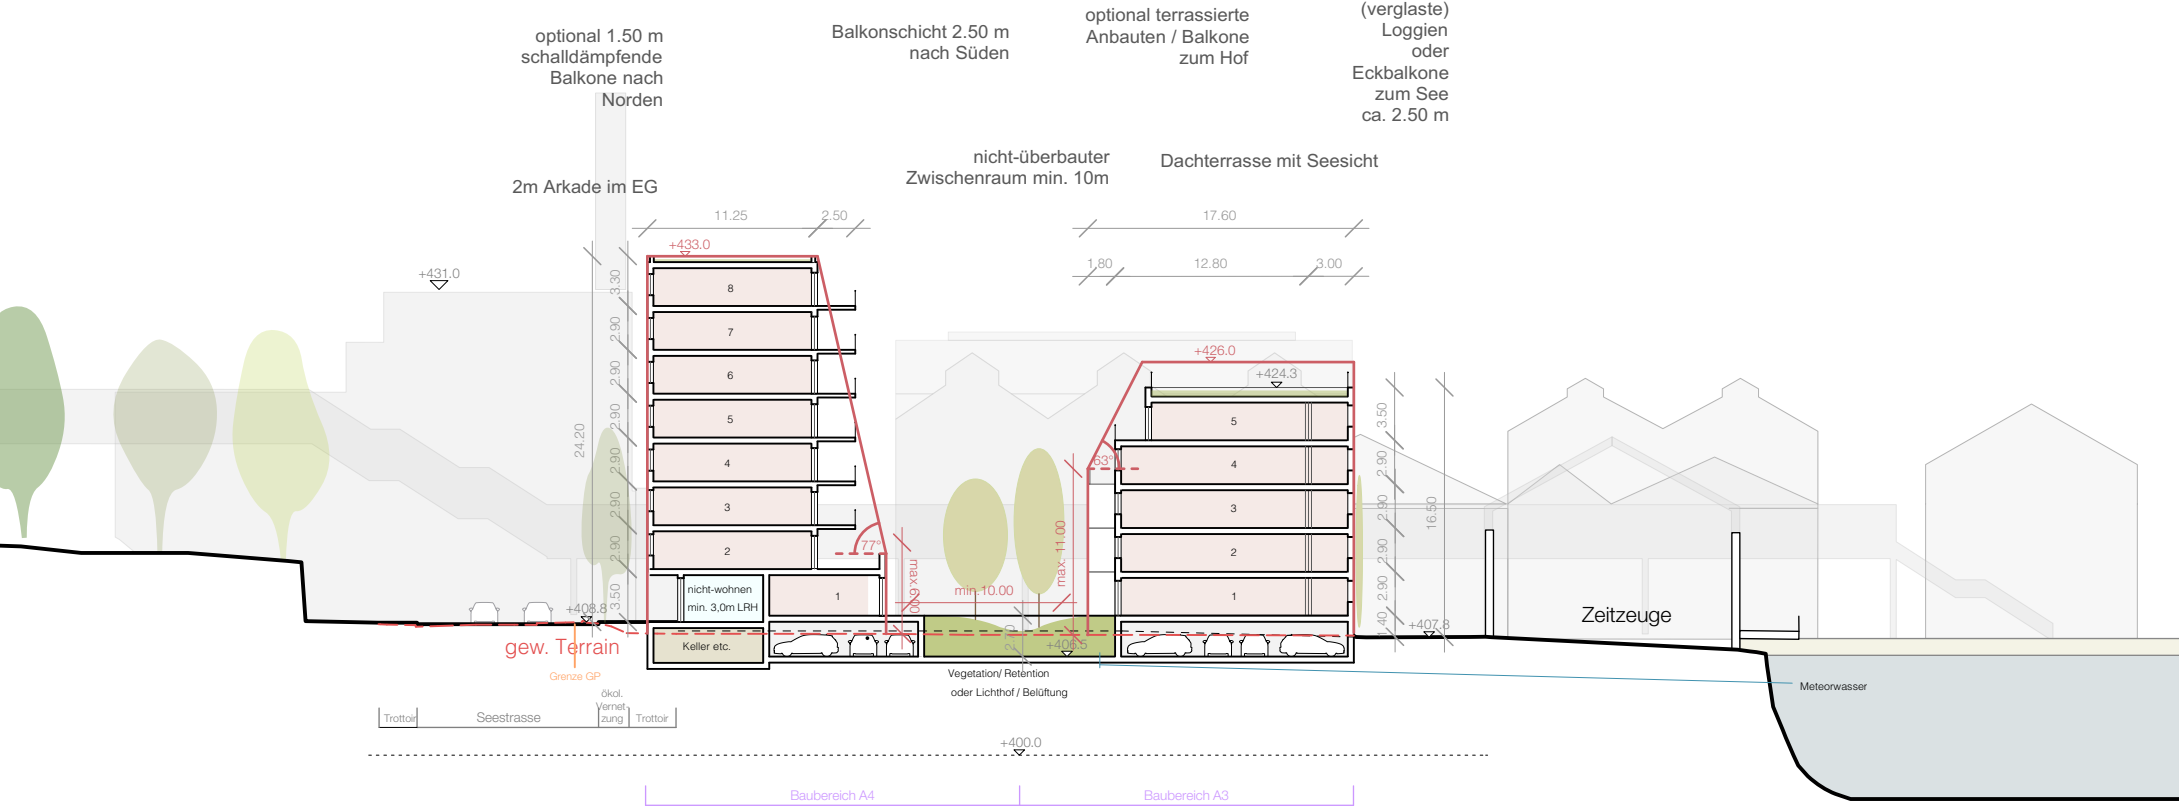 optional 1.50 m
schalldämpfende
Balkone nach
Norden
Balkonschicht 2.50 m
nach Süden
optional terrassierte
Anbauten / Balkone
zum Hof
(verglaste)
Loggien
oder
Eckbalkone
zum See
ca. 2.50 m
2m Arkade im EG
nicht-überbauter
Zwischenraum min. 10m
Dachterrasse mit Seesicht
11.25
2.50
17.60
+433.0
1.80
12.80
3.00
+431.0
+426.0
+424.3
3.30
2.90
2.90
2.90
2.90
2.90
2.90
3.50
24.20
8
7
6
5
4
3
2
1
77°
max.6.00
min.10.00
max. 11.00
63°
5
4
3
2
1
3.50
2.90
2.90
2.90
2.90
1.40
16.50
nicht-wohnen
min. 3,0m LRH
+408.8
gew. Terrain
Keller etc.
+406.5
+407.8
Zeitzeuge
Grenze GP
Vegetation/ Retention
oder Lichthof / Belüftung
Meteorwasser
Trottoir
Seestrasse
ökol.
Vernet-
zung
Trottoir
+400.0
Baubereich A4
Baubereich A3